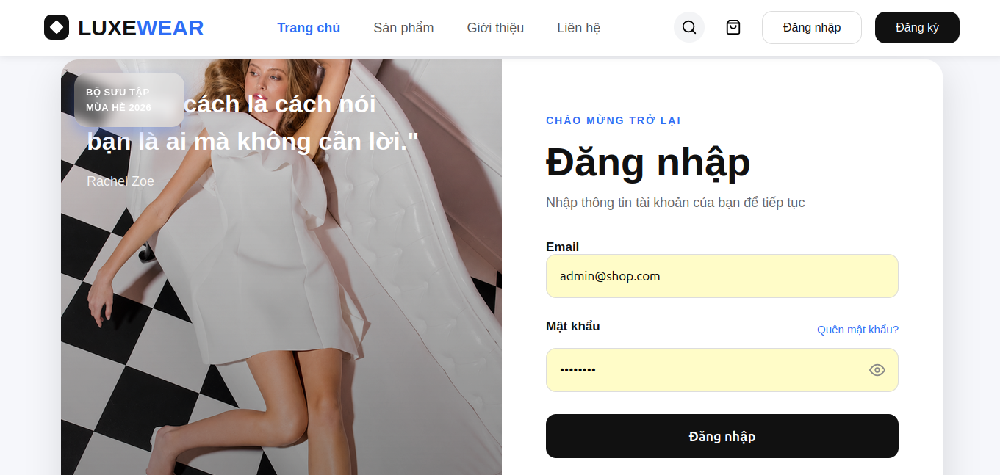 LUXEWEAR
Trang chủ
Sản phẩm
Giới thiệu
Liên hệ
Đăng nhập
Đăng ký
BỘ SƯU TẬP
MÙA HÈ 2026
cách là cách nói
bạn là ai mà không cần lời."
Rachel Zoe
CHÀO MỪNG TRỞ LẠI
Đăng nhập
Nhập thông tin tài khoản của bạn để tiếp tục
Email
admin@shop.com
Mật khẩu
Quên mật khẩu?
••••••••
Đăng nhập